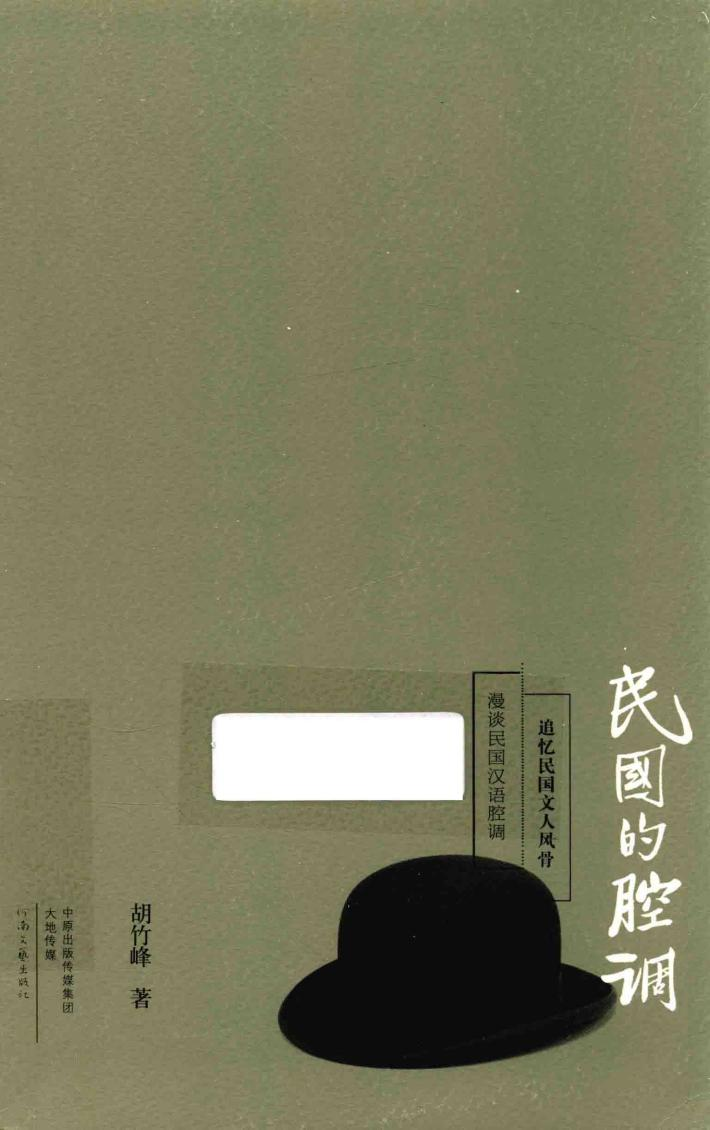 民國的腔调
追忆民国文人风骨
漫谈民国汉语腔调
胡竹峰 著
中原出版传媒集团
大地传媒
河南文艺出版社